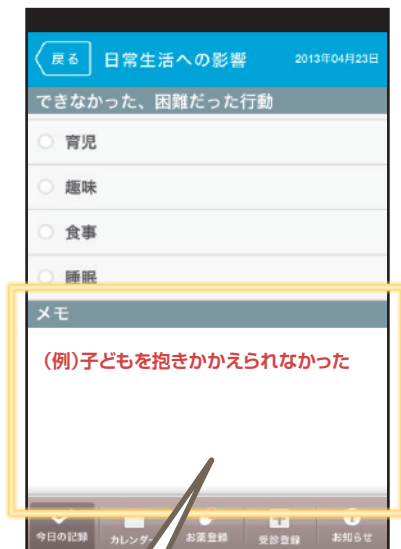 戻る 日常生活への影響 2013年04月23日
できなかった、困難だった行動
育児
趣味
食事
睡眠
メモ
(例)子どもを抱きかかえられなかった
今日の記録 カレンダー お薬登録 受診登録 お知らせ